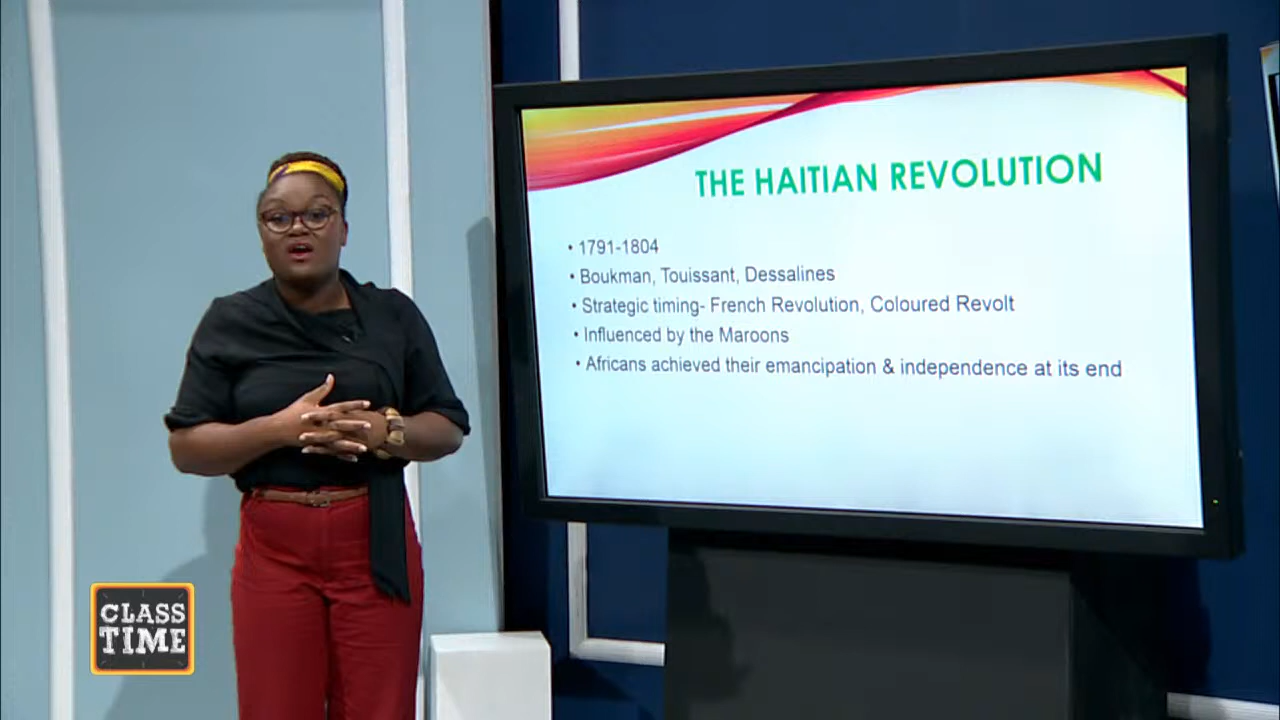 THE HAITIAN REVOLUTION
• 1791-1804
• Boukman, Touissant, Dessalines
• Strategic timing- French Revolution, Coloured Revolt
• Influenced by the Maroons
• Africans achieved their emancipation & independence at its end
CLASS
TIME